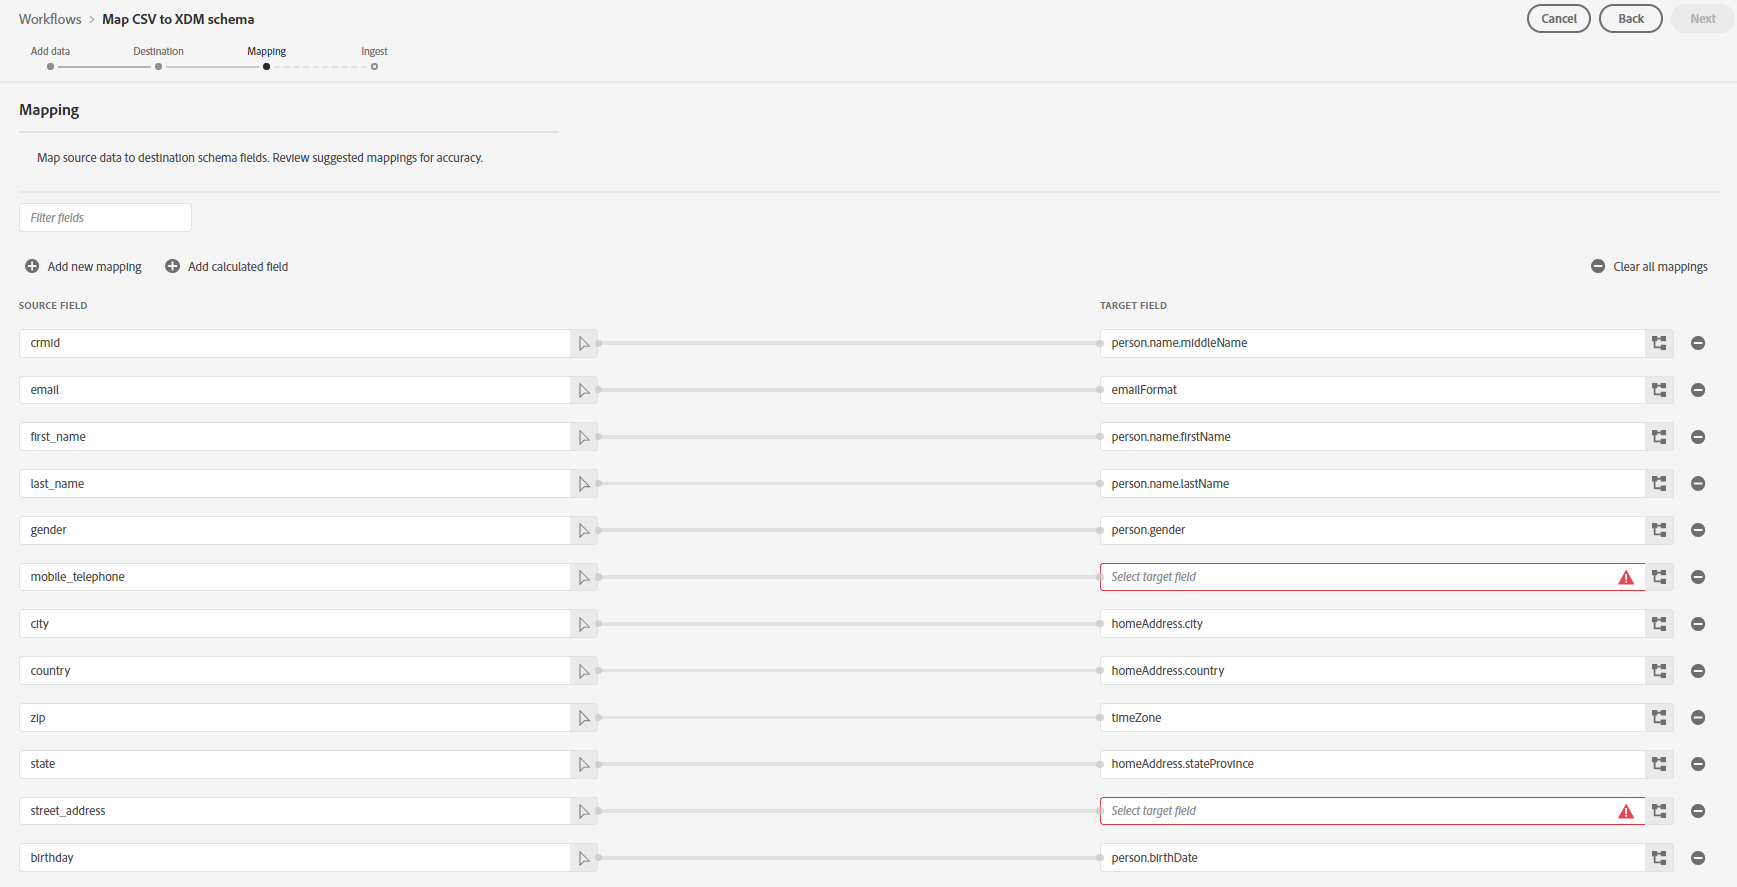 Workflows > Map CSV to XDM schema
Cancel Back Next
Add data Destination Mapping Ingest
Mapping
Map source data to destination schema fields. Review suggested mappings for accuracy.
Filter fields
Add new mapping Add calculated field Clear all mappings
SOURCE FIELD TARGET FIELD
crmid person.name.middleName
email emailFormat
first_name person.name.firstName
last_name person.name.lastName
gender person.gender
mobile_telephone Select target field
city homeAddress.city
country homeAddress.country
zip timeZone
state homeAddress.stateProvince
street_address Select target field
birthday person.birthDate